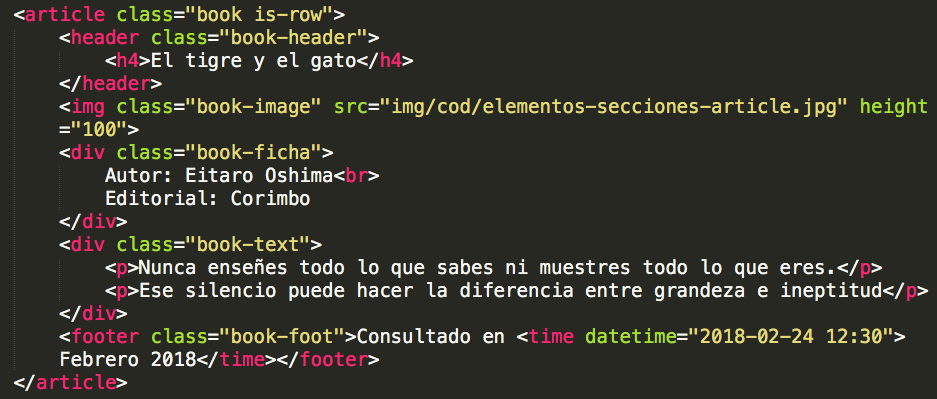 <article class="book is-row">
    <header class="book-header">
        <h4>El tigre y el gato</h4>
    </header>
    <img class="book-image" src="img/cod/elementos-secciones-article.jpg" height
    ="100">
    <div class="book-ficha">
        Autor: Eitaro Oshima<br>
        Editorial: Corimbo
    </div>
    <div class="book-text">
        <p>Nunca enseñes todo lo que sabes ni muestres todo lo que eres.</p>
        <p>Ese silencio puede hacer la diferencia entre grandeza e ineptitud</p>
    </div>
    <footer class="book-foot">Consultado en <time datetime="2018-02-24 12:30">
    Febrero 2018</time></footer>
</article>